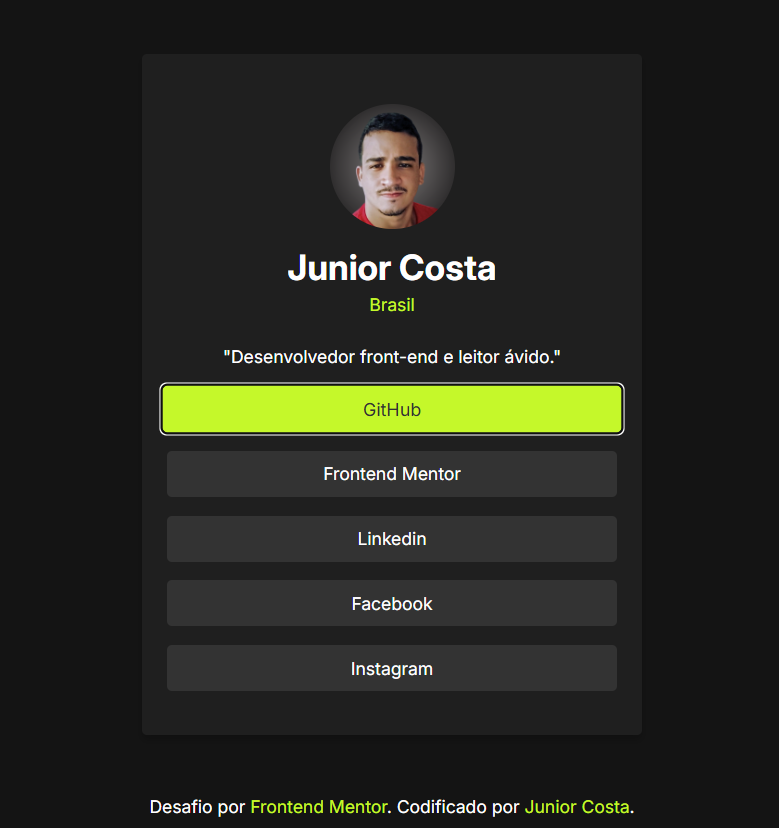 Junior Costa
Brasil
"Desenvolvedor front-end e leitor ávido."
GitHub
Frontend Mentor
Linkedin
Facebook
Instagram
Desafio por Frontend Mentor. Codificado por Junior Costa.